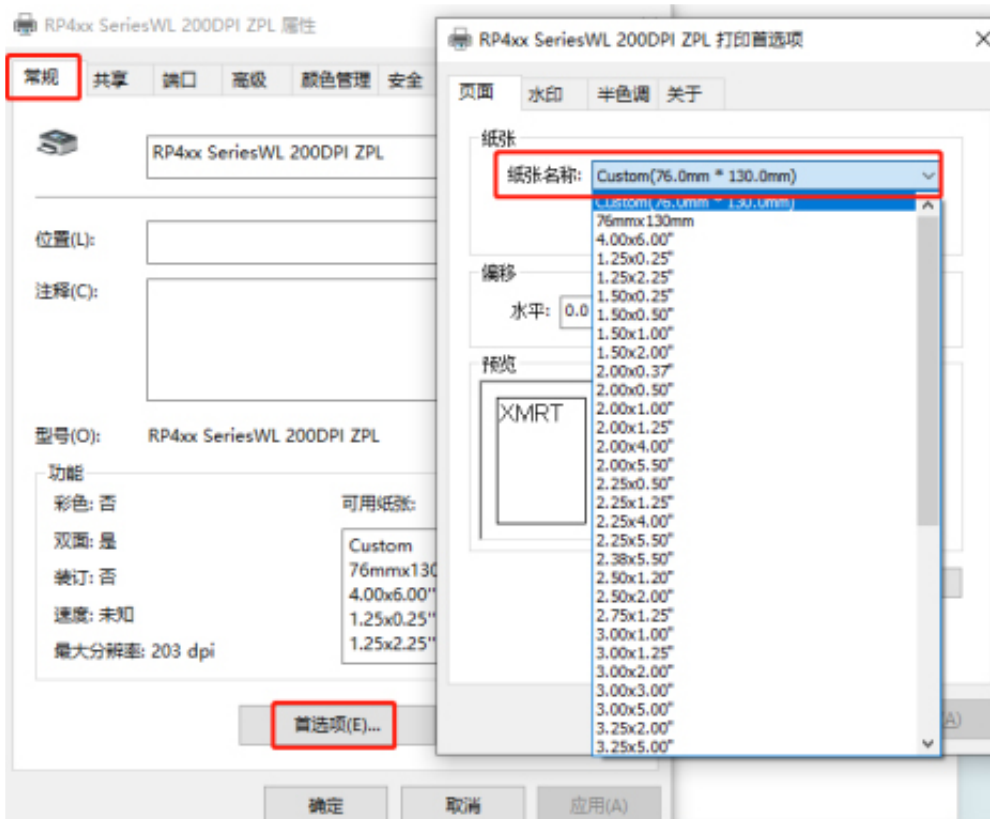 RP4xx SeriesWL 200DPI ZPL 属性
常规 共享 端口 高级 颜色管理 安全
RP4xx SeriesWL 200DPI ZPL
位置(L):
注释(C):
型号(O): RP4xx SeriesWL 200DPI ZPL
功能
彩色: 否
双面: 是
装订: 否
速度: 未知
最大分辨率: 203 dpi
可用纸张:
Custom
76mmx130
4.00x6.00"
1.25x0.25"
1.25x2.25"
首选项(E)...
确定 取消 应用(A)
RP4xx SeriesWL 200DPI ZPL 打印首选项
页面 水印 半色调 关于
纸张
纸张名称: Custom(76.0mm * 130.0mm)
Custom(76.0mm * 130.0mm)
76mmx130mm
4.00x6.00"
1.25x0.25"
1.25x2.25"
1.50x0.25"
1.50x0.50"
1.50x1.00"
1.50x2.00"
2.00x0.37"
2.00x0.50"
2.00x1.00"
2.00x1.25"
2.00x4.00"
2.00x5.50"
2.25x0.50"
2.25x1.25"
2.25x4.00"
2.25x5.50"
2.38x5.50"
2.50x1.20"
2.50x2.00"
2.75x1.25"
3.00x1.00"
3.00x1.25"
3.00x2.00"
3.00x3.00"
3.00x5.00"
3.25x2.00"
3.25x5.00"
偏移
水平: 0.0
预览
XMRT
(A)